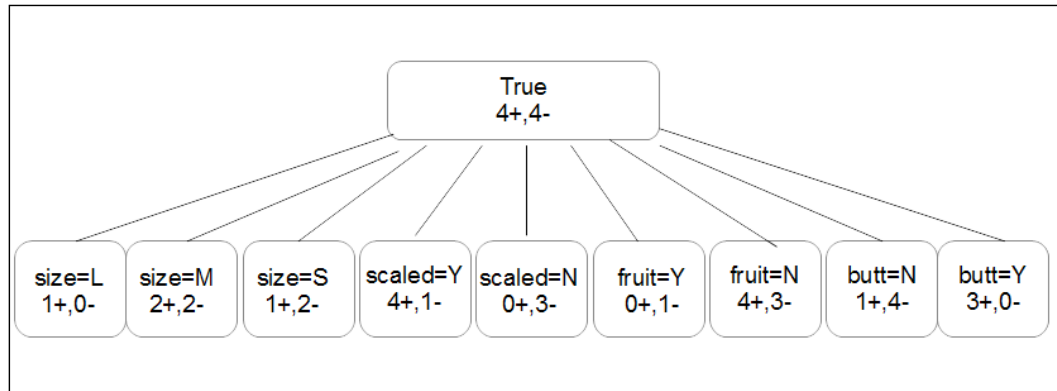 True
4+,4-
size=L
1+,0-
size=M
2+,2-
size=S
1+,2-
scaled=Y
4+,1-
scaled=N
0+,3-
fruit=Y
0+,1-
fruit=N
4+,3-
butt=N
1+,4-
butt=Y
3+,0-